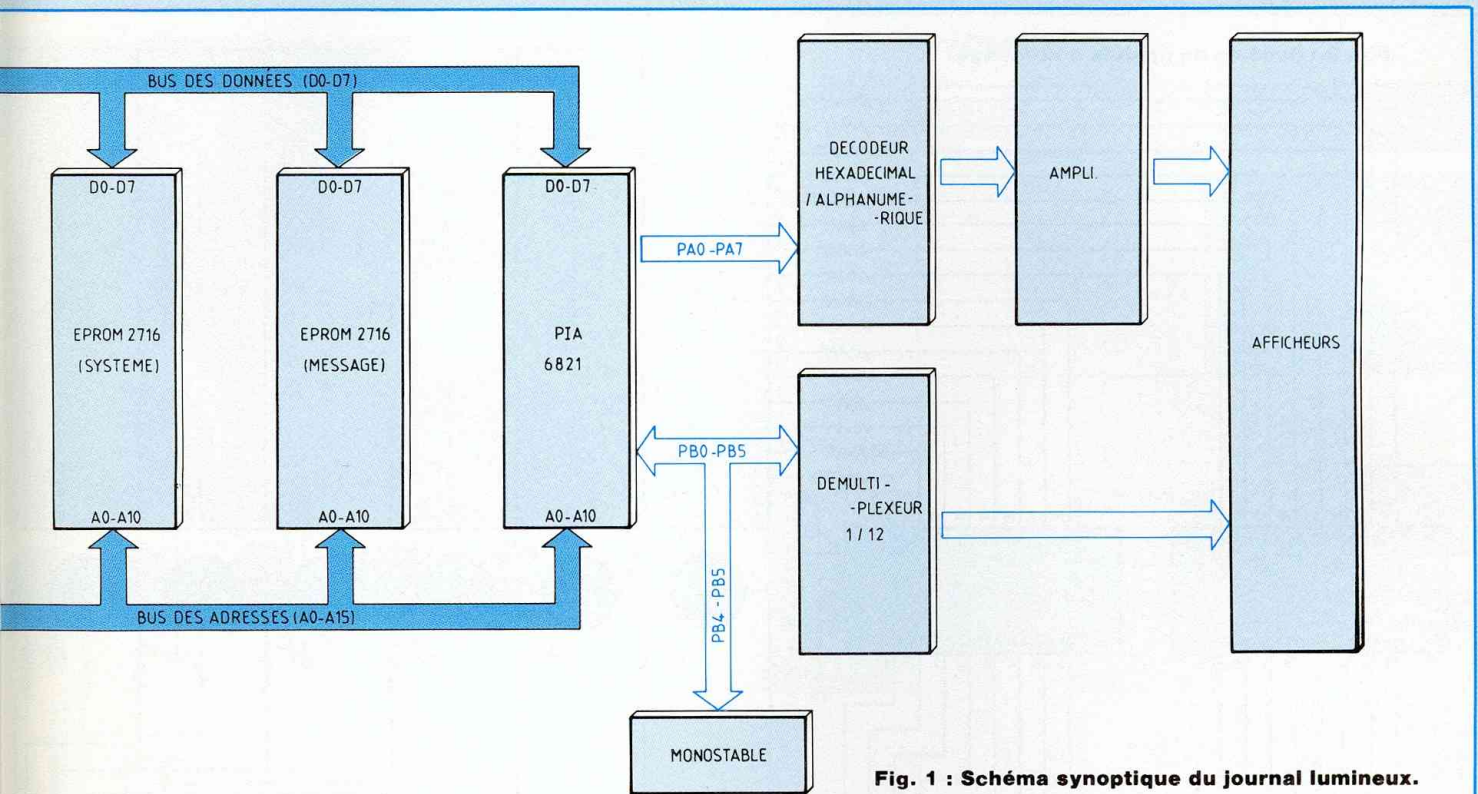 BUS DES DONNÉES (D0-D7)
D0-D7
EPROM 2716
(SYSTEME)
A0-A10
D0-D7
EPROM 2716
(MESSAGE)
A0-A10
D0-D7
PIA
6821
A0-A10
BUS DES ADRESSES (A0-A15)
PA0-PA7
PB0-PB5
PB4-PB5
DECODEUR
HEXADECIMAL
/ALPHANUME-
-RIQUE
AMPLI.
DEMULTI-
-PLEXEUR
1/12
AFFICHEURS
MONOSTABLE
Fig. 1 : Schéma synoptique du journal lumineux.